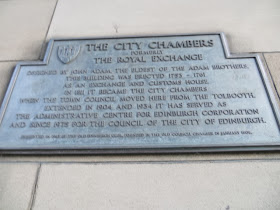 THE CITY CHAMBERS
FORMERLY
THE ROYAL EXCHANGE
DESIGNED BY JOHN ADAM, THE ELDEST OF THE ADAM BROTHERS,
THIS BUILDING WAS ERECTED 1753 - 1761
AS AN EXCHANGE AND CUSTOMS HOUSE.
IN 1811 IT BECAME THE CITY CHAMBERS
WHEN THE TOWN COUNCIL MOVED HERE FROM THE TOLBOOTH.
EXTENDED IN 1904 AND 1934 IT HAS SERVED AS
THE ADMINISTRATIVE CENTRE FOR EDINBURGH CORPORATION
AND SINCE 1975 FOR THE COUNCIL OF THE CITY OF EDINBURGH.